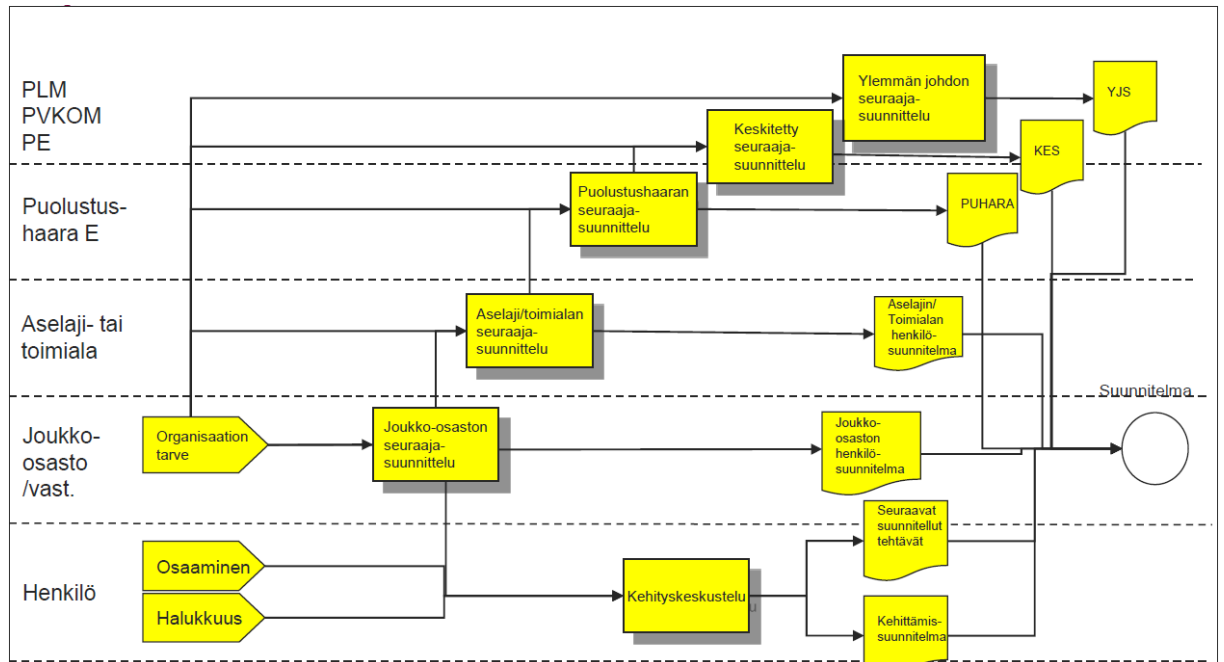 PLM
PVKOM
PE
Ylemmän johdon
seuraaja-
suunnittelu
YJS
Keskitetty
seuraaja-
suunnittelu
KES
Puolustus-
haara E
Puolustushaaran
seuraaja-
suunnittelu
PUHARA
Aselaji- tai
toimiala
Aselaji/toimialan
seuraaja-
suunnittelu
Aselajin/
Toimialan
henkilö-
suunnitelma
Suunnitelma
Joukko-
osasto
/vast.
Organisaation
tarve
Joukko-osaston
seuraaja-
suunnittelu
Joukko-
osaston
henkilö-
suunnitelma
Henkilö
Osaaminen
Halukkuus
Kehityskeskustelu
Seuraavat
suunnitellut
tehtävät
Kehittämis-
suunnitelma